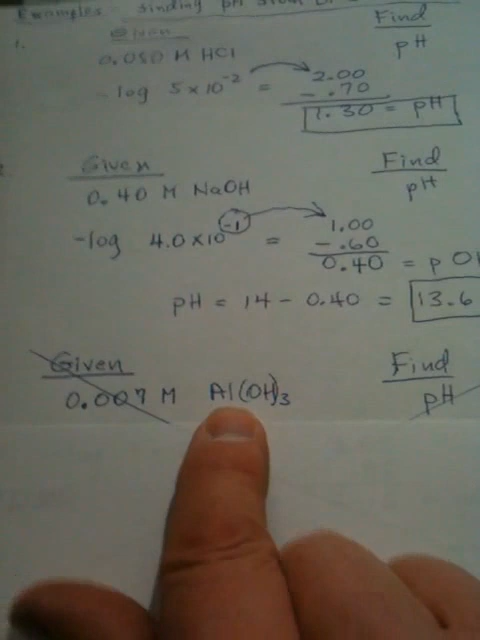 Examples - finding pH from
1. Given Find
0.050 M HCl pH
- log 5 x 10⁻² = 2.00
- .70
1.30 = pH
Given Find
0.40 M NaOH pH
-log 4.0 x 10⁻¹ = 1.00
- .60
0.40 = p OH
pH = 14 - 0.40 = 13.6
Given Find
0.007 M Al(OH)₃ pH